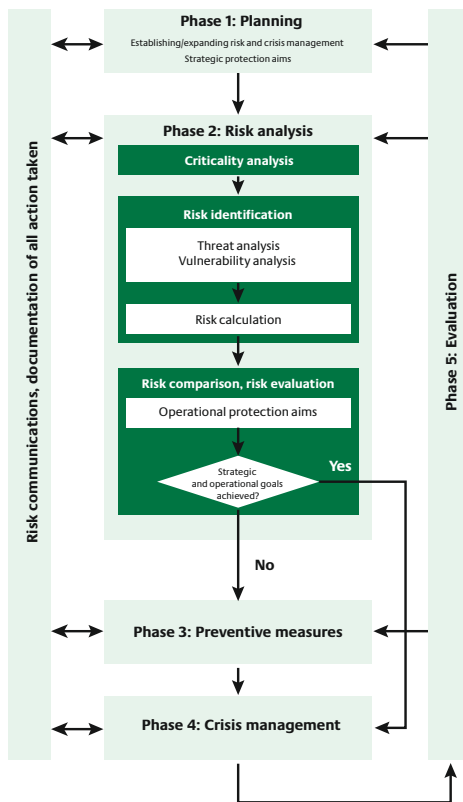 Phase 1: Planning
Establishing/expanding risk and crisis management
Strategic protection aims
Phase 2: Risk analysis
Criticality analysis
Risk identification
Threat analysis
Vulnerability analysis
Risk calculation
Risk comparison, risk evaluation
Operational protection aims
Strategic
and operational goals
achieved?
Yes
No
Phase 3: Preventive measures
Phase 4: Crisis management
Risk communications, documentation of all action taken
Phase 5: Evaluation